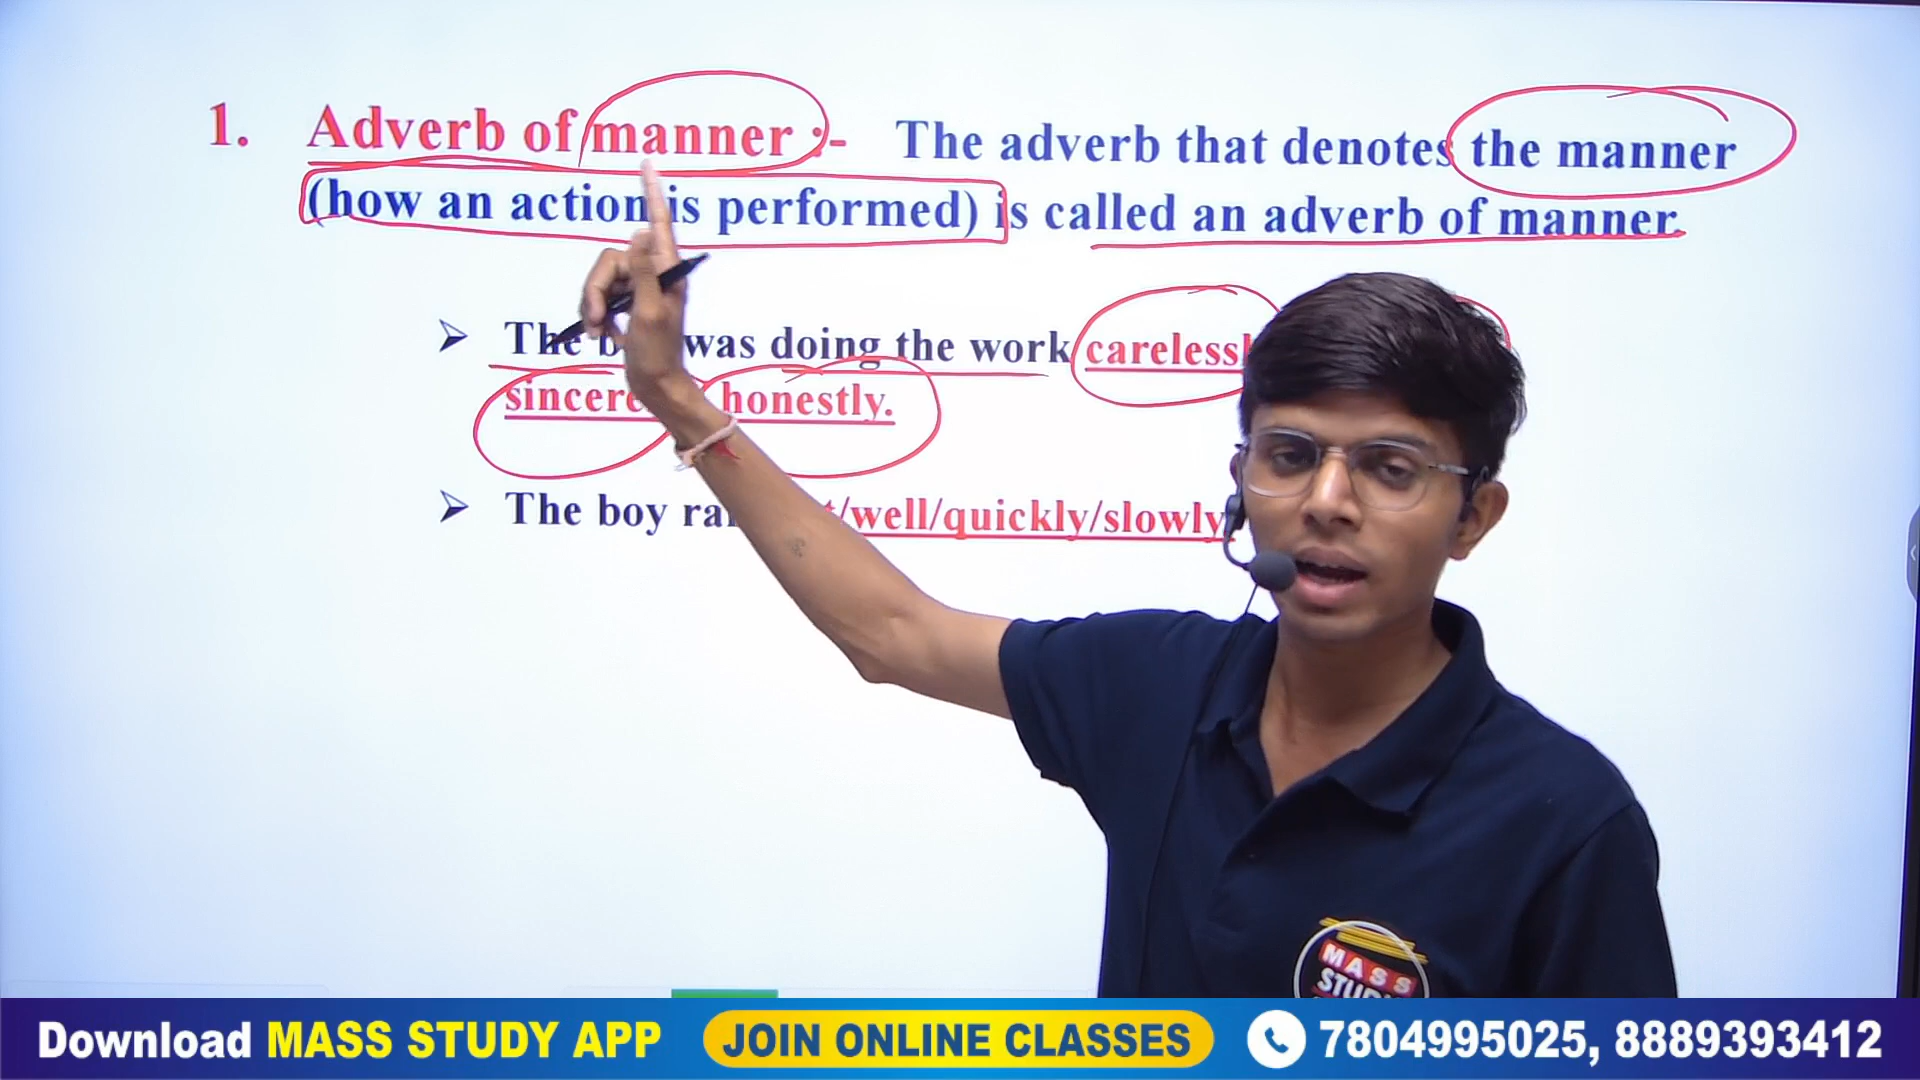 1. Adverb of manner :- The adverb that denotes the manner
(how an action is performed) is called an adverb of manner.
➢ The was doing the work
honestly.
➢ The boy /well/quickly/slowly
MASS
Download MASS STUDY APP JOIN ONLINE CLASSES 7804995025, 8889393412